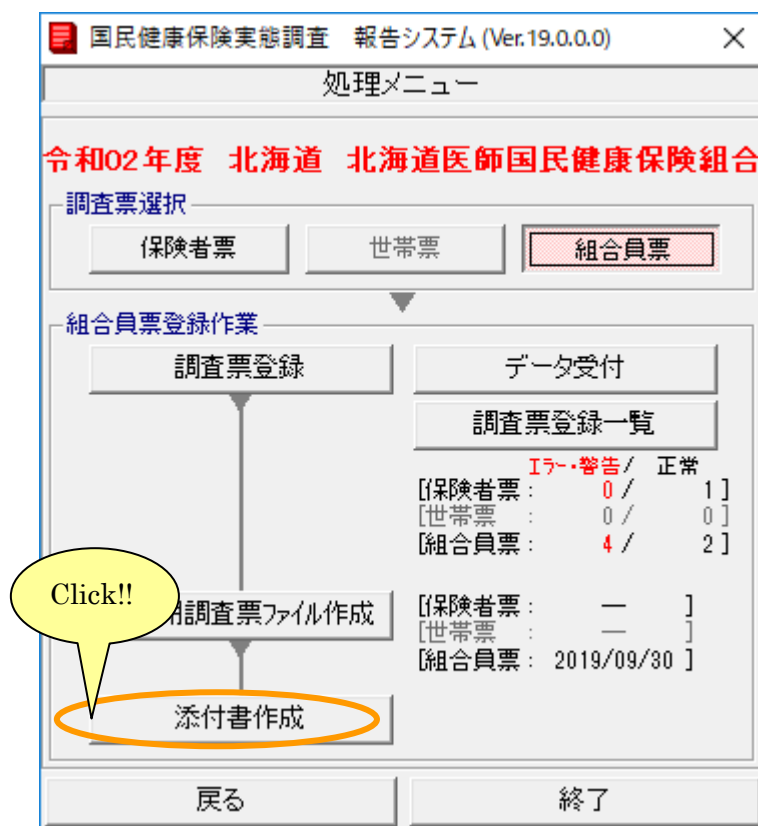 国民健康保険実態調査 報告システム (Ver.19.0.0.0)
処理メニュー
令和02年度 北海道 北海道医師国民健康保険組合
調査票選択
保険者票 世帯票 組合員票
組合員票登録作業
調査票登録 データ受付
調査票登録一覧
エラー・警告/ 正常
[保険者票: 0/ 1]
[世帯票 : 0/ 0]
[組合員票: 4/ 2]
Click!!
用調査票ファイル作成
[保険者票: ― ]
[世帯票 : ― ]
[組合員票: 2019/09/30 ]
添付書作成
戻る 終了